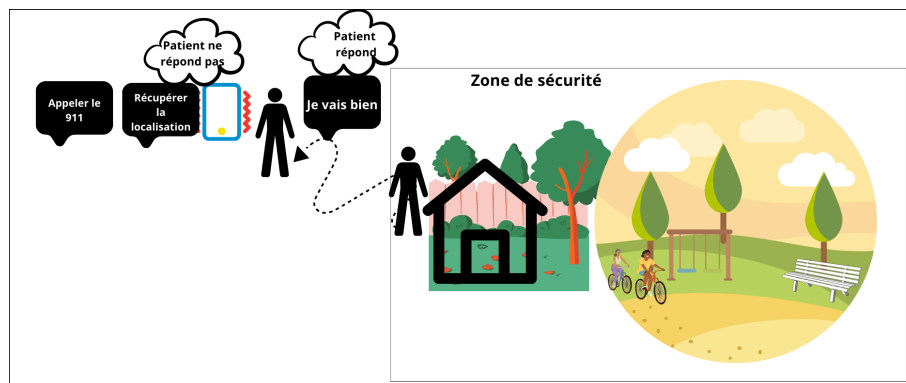 Patient ne
répond pas
Patient
répond
Zone de sécurité
Appeler le
911
Récupérer
la
localisation
Je vais bien